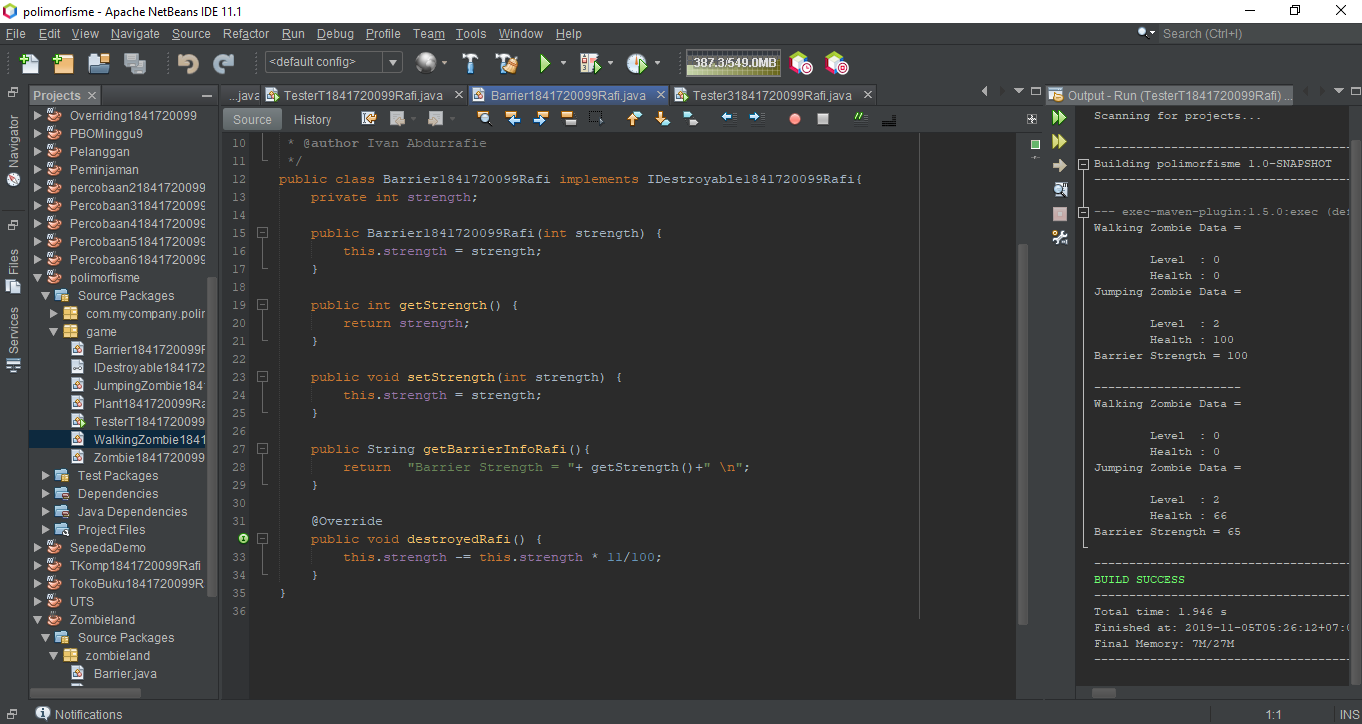 polimorfisme - Apache NetBeans IDE 11.1
File Edit View Navigate Source Refactor Run Debug Profile Team Tools Window Help
Search (Ctrl+I)
<default config>
387.3/549.0MB
Projects
...java
TesterT1841720099Rafi.java
Barrier1841720099Rafi.java
Tester31841720099Rafi.java
Output - Run (TesterT1841720099Rafi) ...
Navigator
Files
Services
Overriding1841720099
PBOMinggu9
Pelanggan
Peminjaman
percobaan21841720099
Percobaan31841720099
Percobaan41841720099
Percobaan51841720099
Percobaan61841720099
polimorfisme
Source Packages
com.mycompany.polir
game
Barrier1841720099F
IDestroyable184172
JumpingZombie184
Plant1841720099Ra
TesterT1841720099
WalkingZombie1841
Zombie1841720099
Test Packages
Dependencies
Java Dependencies
Project Files
SepedaDemo
TKomp1841720099Rafi
TokoBuku1841720099R
UTS
Zombieland
Source Packages
zombieland
Barrier.java
Source History
10 * @author Ivan Abdurrafie
11 */
12 public class Barrier1841720099Rafi implements IDestroyable1841720099Rafi{
13 private int strength;
14
15 public Barrier1841720099Rafi(int strength) {
16 this.strength = strength;
17 }
18
19 public int getStrength() {
20 return strength;
21 }
22
23 public void setStrength(int strength) {
24 this.strength = strength;
25 }
26
27 public String getBarrierInfoRafi(){
28 return "Barrier Strength = "+ getStrength()+" \n";
29 }
30
31 @Override
public void destroyedRafi() {
33 this.strength -= this.strength * 11/100;
34 }
35 }
36
Scanning for projects...
------------------------------------------------
Building polimorfisme 1.0-SNAPSHOT
------------------------------------------------
--- exec-maven-plugin:1.5.0:exec (de
Walking Zombie Data =
Level : 0
Health : 0
Jumping Zombie Data =
Level : 2
Health : 100
Barrier Strength = 100
----------------------
Walking Zombie Data =
Level : 0
Health : 0
Jumping Zombie Data =
Level : 2
Health : 66
Barrier Strength = 65
------------------------------------------------
BUILD SUCCESS
------------------------------------------------
Total time: 1.946 s
Finished at: 2019-11-05T05:26:12+07:0
Final Memory: 7M/27M
------------------------------------------------
Notifications
1:1
INS